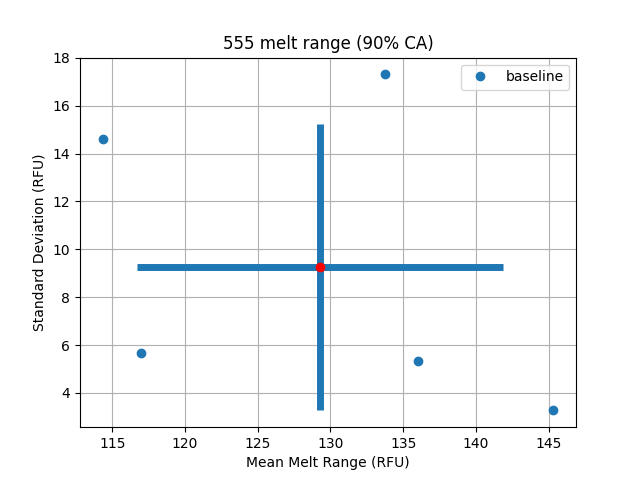 555 melt range (90% CA)
baseline
18
16
14
12
10
8
6
4
Standard Deviation (RFU)
115 120 125 130 135 140 145
Mean Melt Range (RFU)